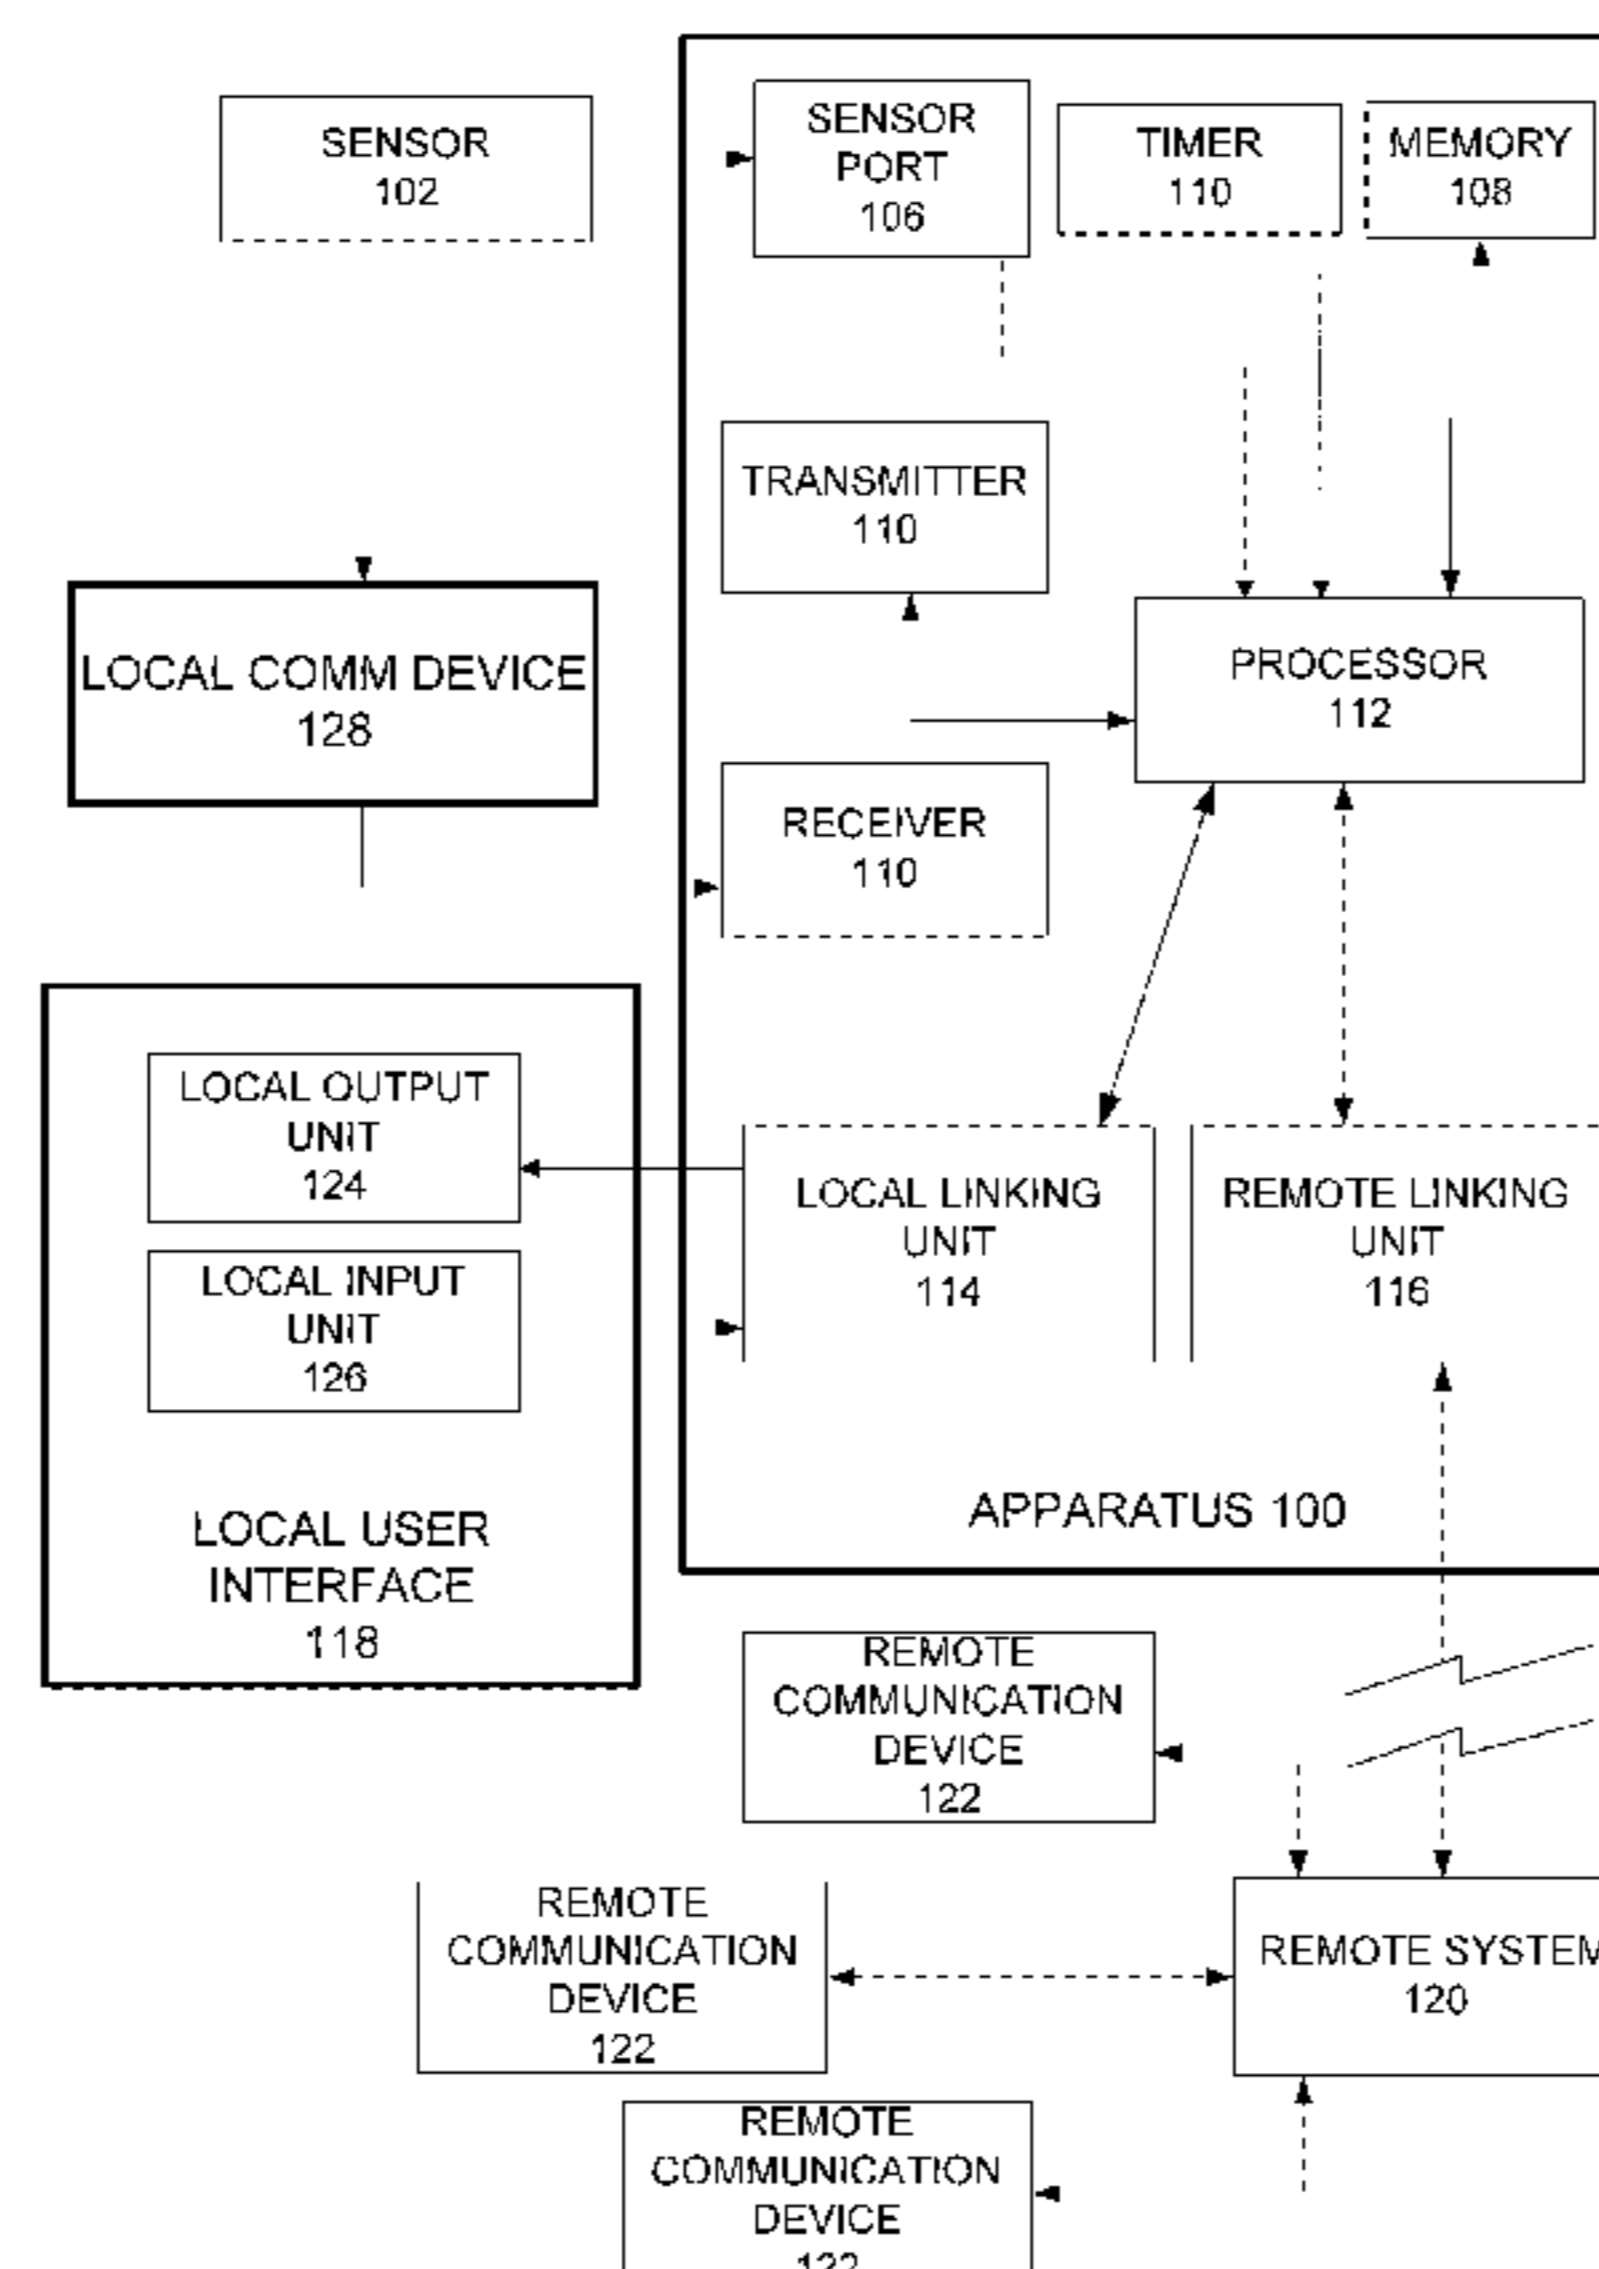 SENSOR
102
SENSOR
PORT
106
TIMER
110
MEMORY
108
TRANSMITTER
110
LOCAL COMM DEVICE
128
PROCESSOR
112
RECEIVER
110
LOCAL OUTPUT
UNIT
124
LOCAL INPUT
UNIT
126
LOCAL USER
INTERFACE
118
LOCAL LINKING
UNIT
114
REMOTE LINKING
UNIT
116
APPARATUS 100
REMOTE
COMMUNICATION
DEVICE
122
REMOTE
COMMUNICATION
DEVICE
122
REMOTE SYSTEM
120
REMOTE
COMMUNICATION
DEVICE
122